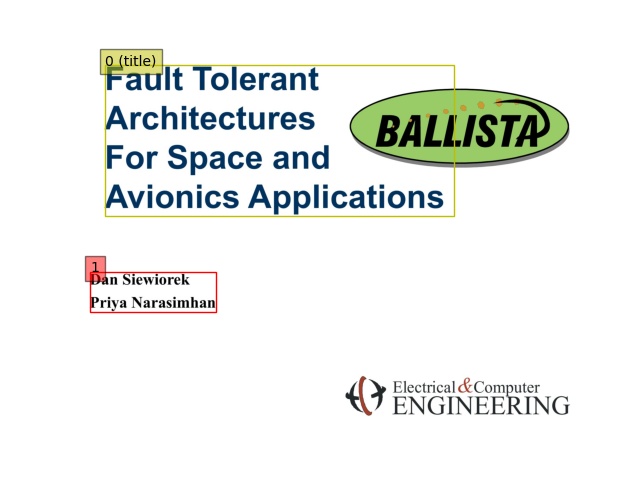 0 (title)
Fault Tolerant
Architectures
For Space and
Avionics Applications
BALLISTA
1
Dan Siewiorek
Priya Narasimhan
Electrical & Computer
ENGINEERING